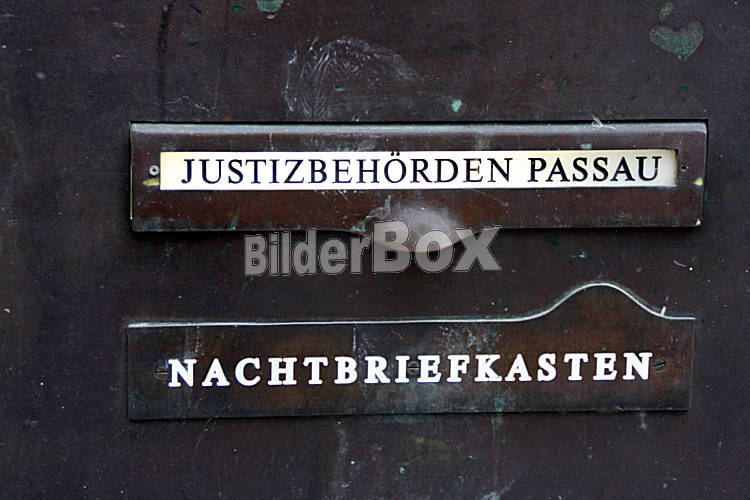 JUSTIZBEHÖRDEN PASSAU
BilderBOX
NACHTBRIEFKASTEN